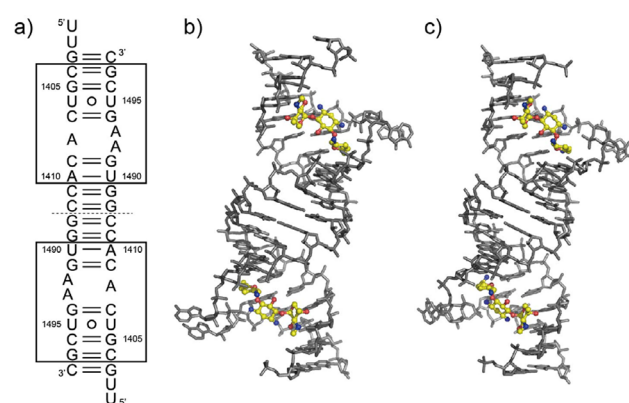 a) b) c)
5' U
U
G C 3'
C G
1405 G C
U U 1495
C G
A
A A
C G
1410 A U 1490
C G
C G
G C
G C
1490 U A 1410
G C
A A
A
G C
1495 U U
C G 1405
G C
3' C G
U
U
5'